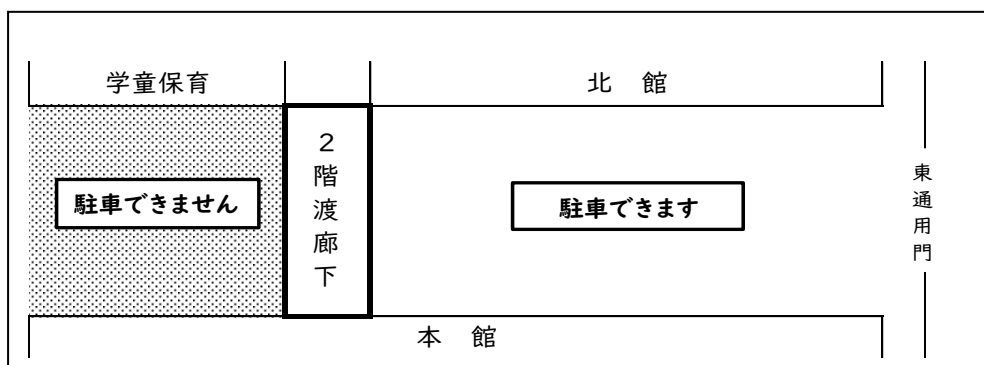 学童保育
北　館
2階渡廊下
駐車できません
駐車できます
東通用門
本　館